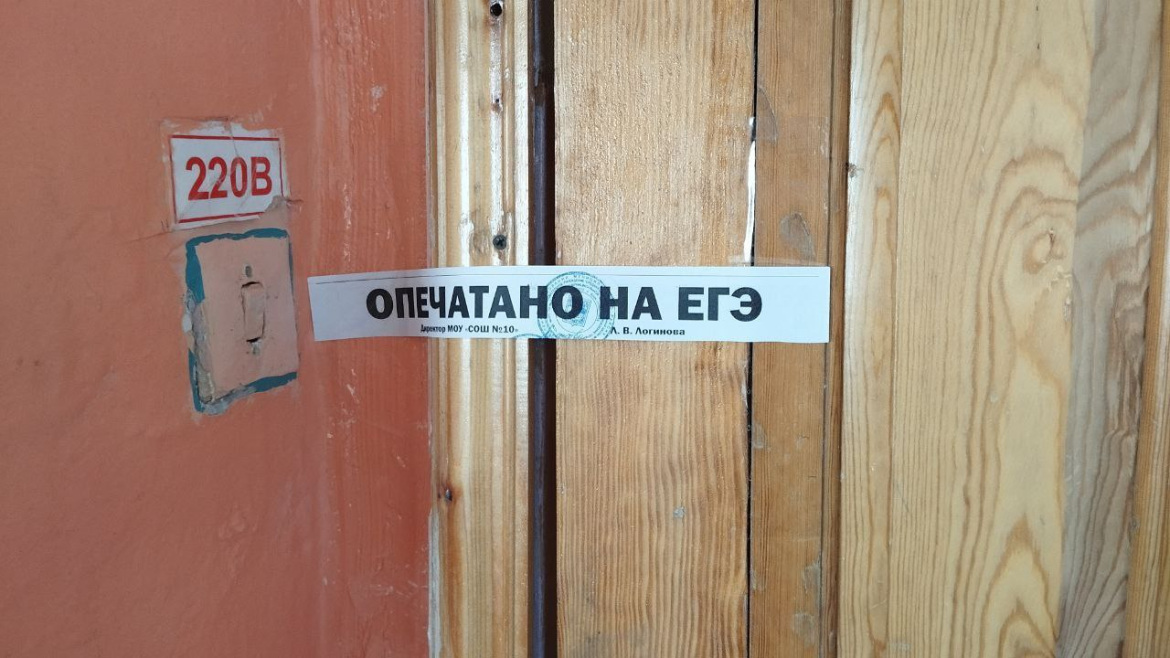 220В
ОПЕЧАТАНО НА ЕГЭ
Директор МОУ «СОШ №10» Л. В. Логинова